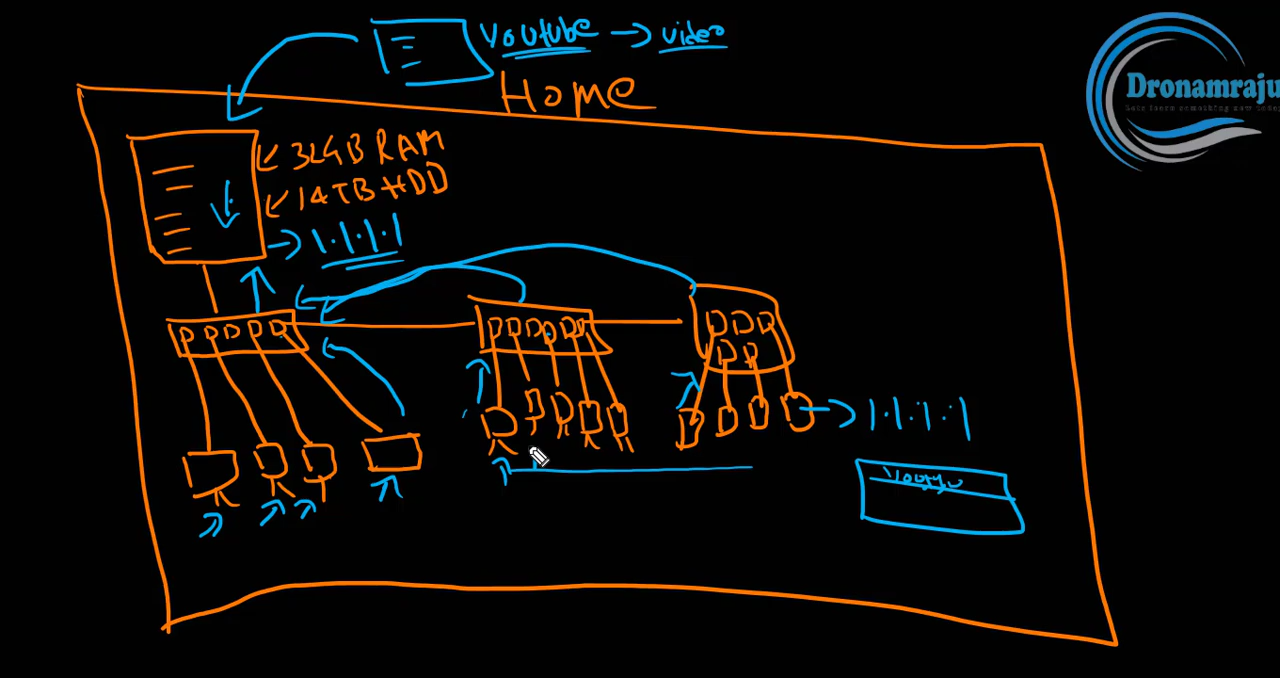 Youtube → video
Home
Dronamraju
32GB RAM
14TB HDD
1.1.1.1
1.1.1.1